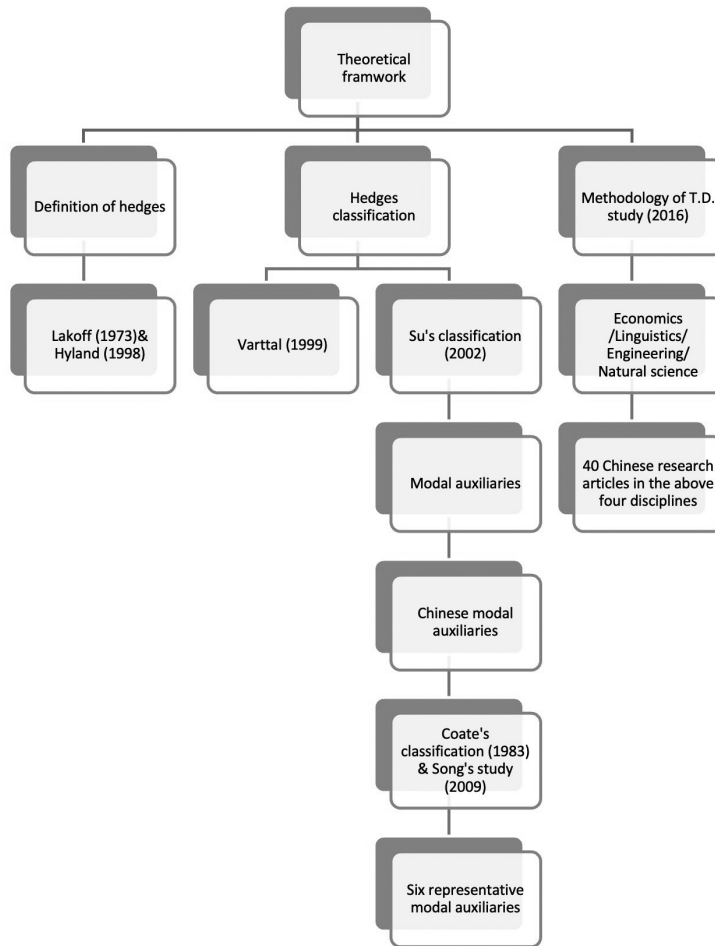 Theoretical
framwork
Definition of hedges
Hedges
classification
Methodology of T.D.
study (2016)
Lakoff (1973)&
Hyland (1998)
Varttal (1999)
Su's classification
(2002)
Economics
/Linguistics/
Engineering/
Natural science
Modal auxiliaries
40 Chinese research
articles in the above
four disciplines
Chinese modal
auxiliaries
Coate's
classification (1983)
& Song's study
(2009)
Six representative
modal auxiliaries